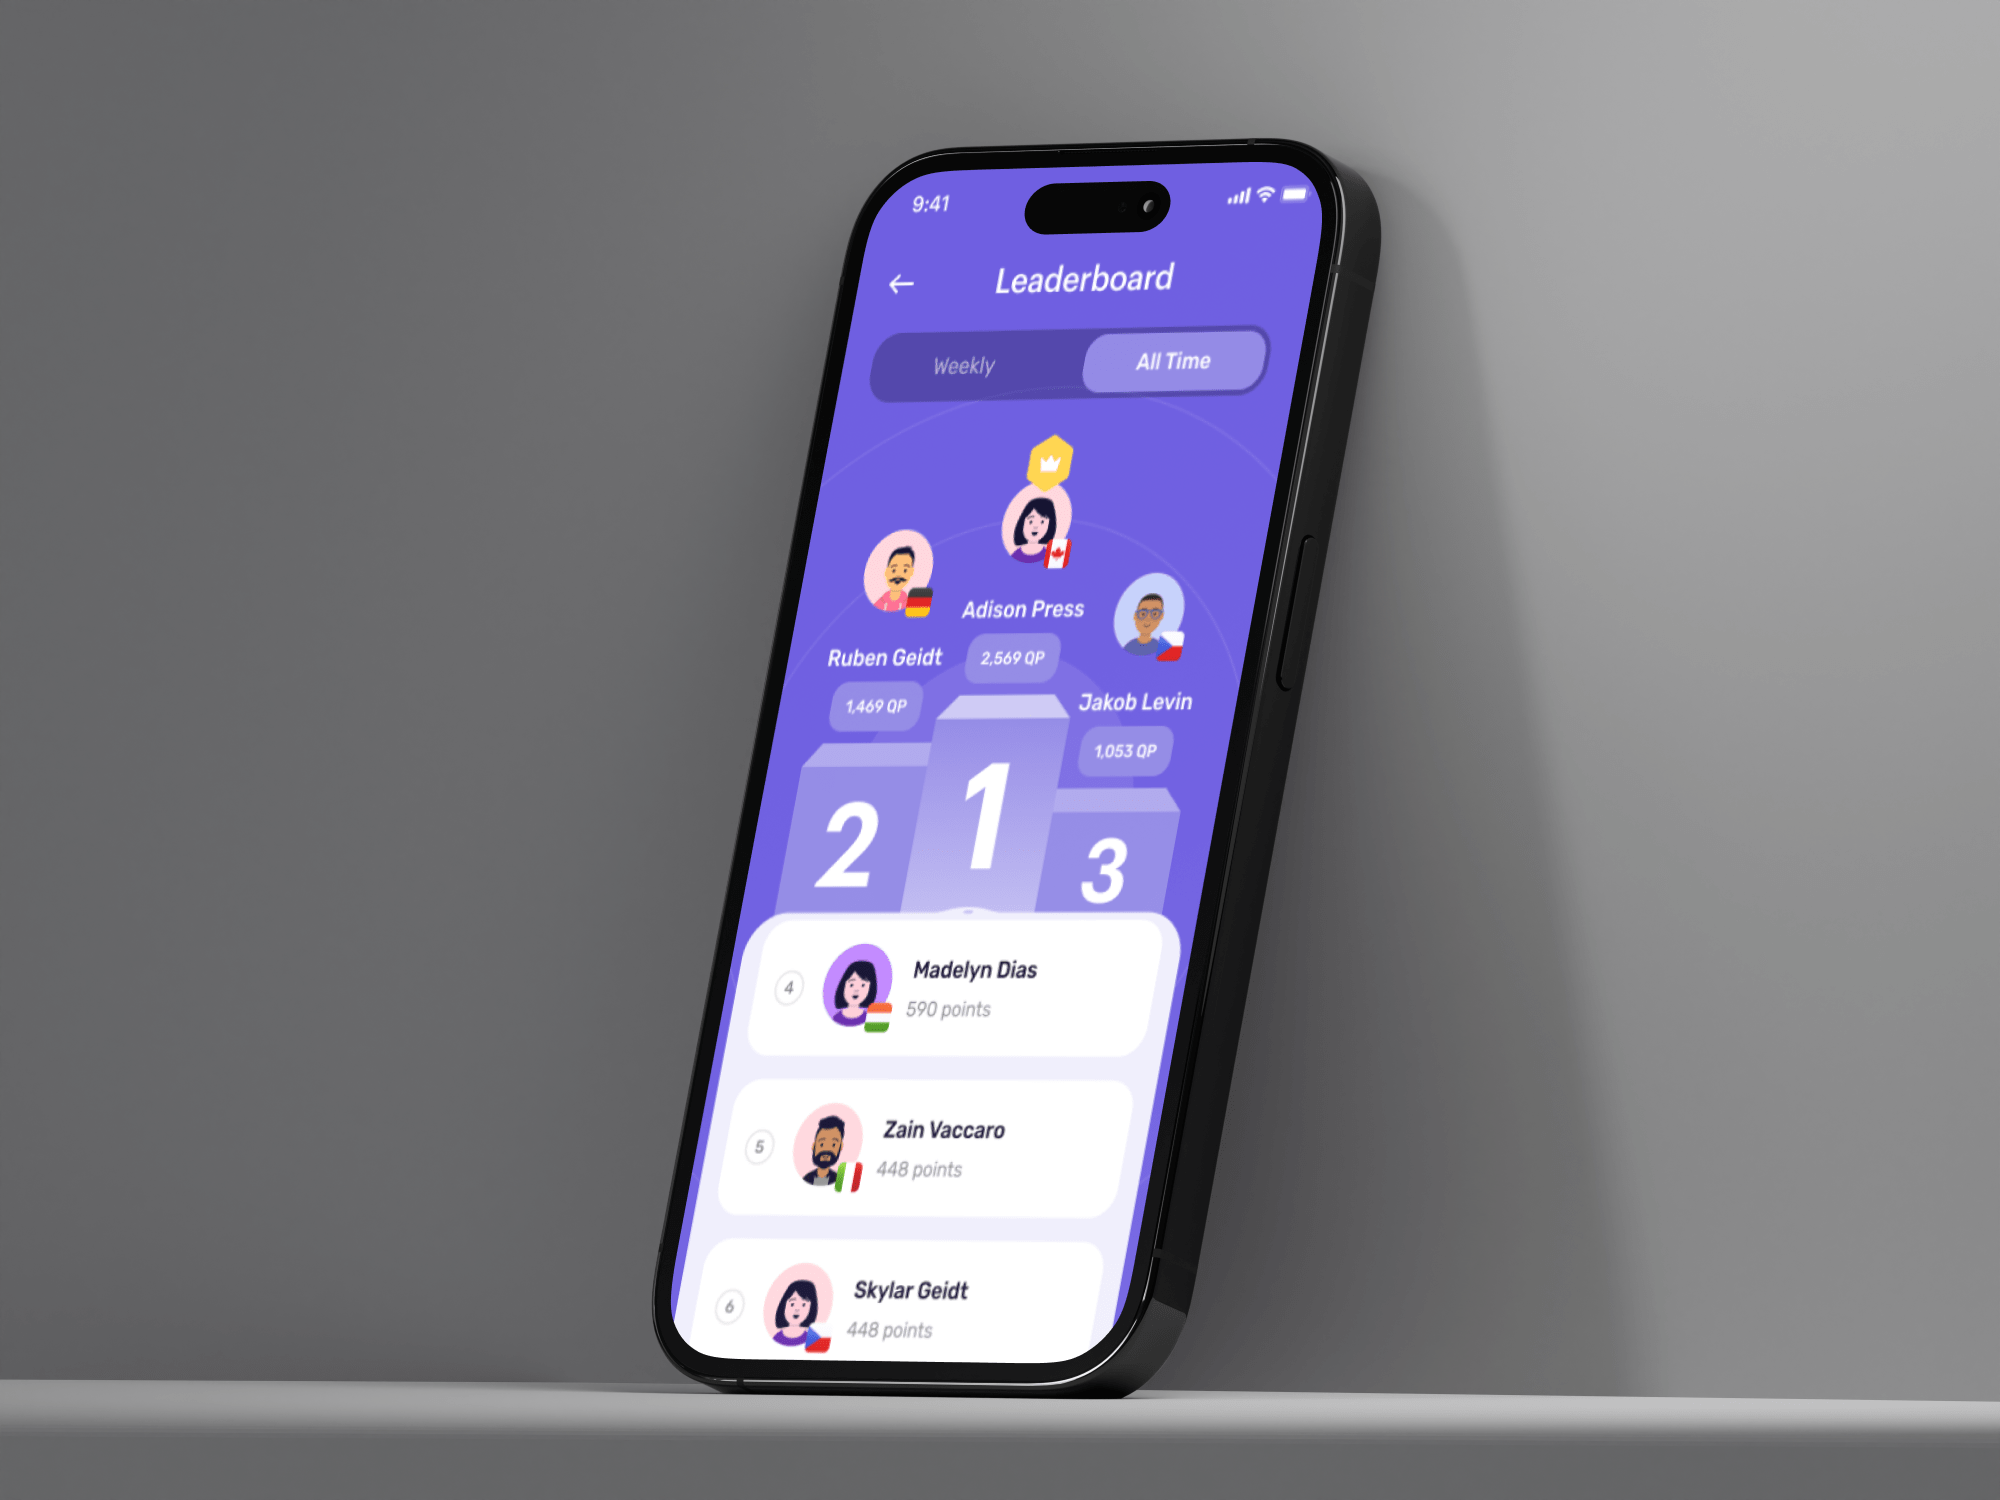 9:41
Leaderboard
Weekly
All Time
Adison Press
2,569 QP
Ruben Geidt
1,469 QP
Jakob Levin
1,053 QP
1
2
3
4
Madelyn Dias
590 points
5
Zain Vaccaro
448 points
6
Skylar Geidt
448 points